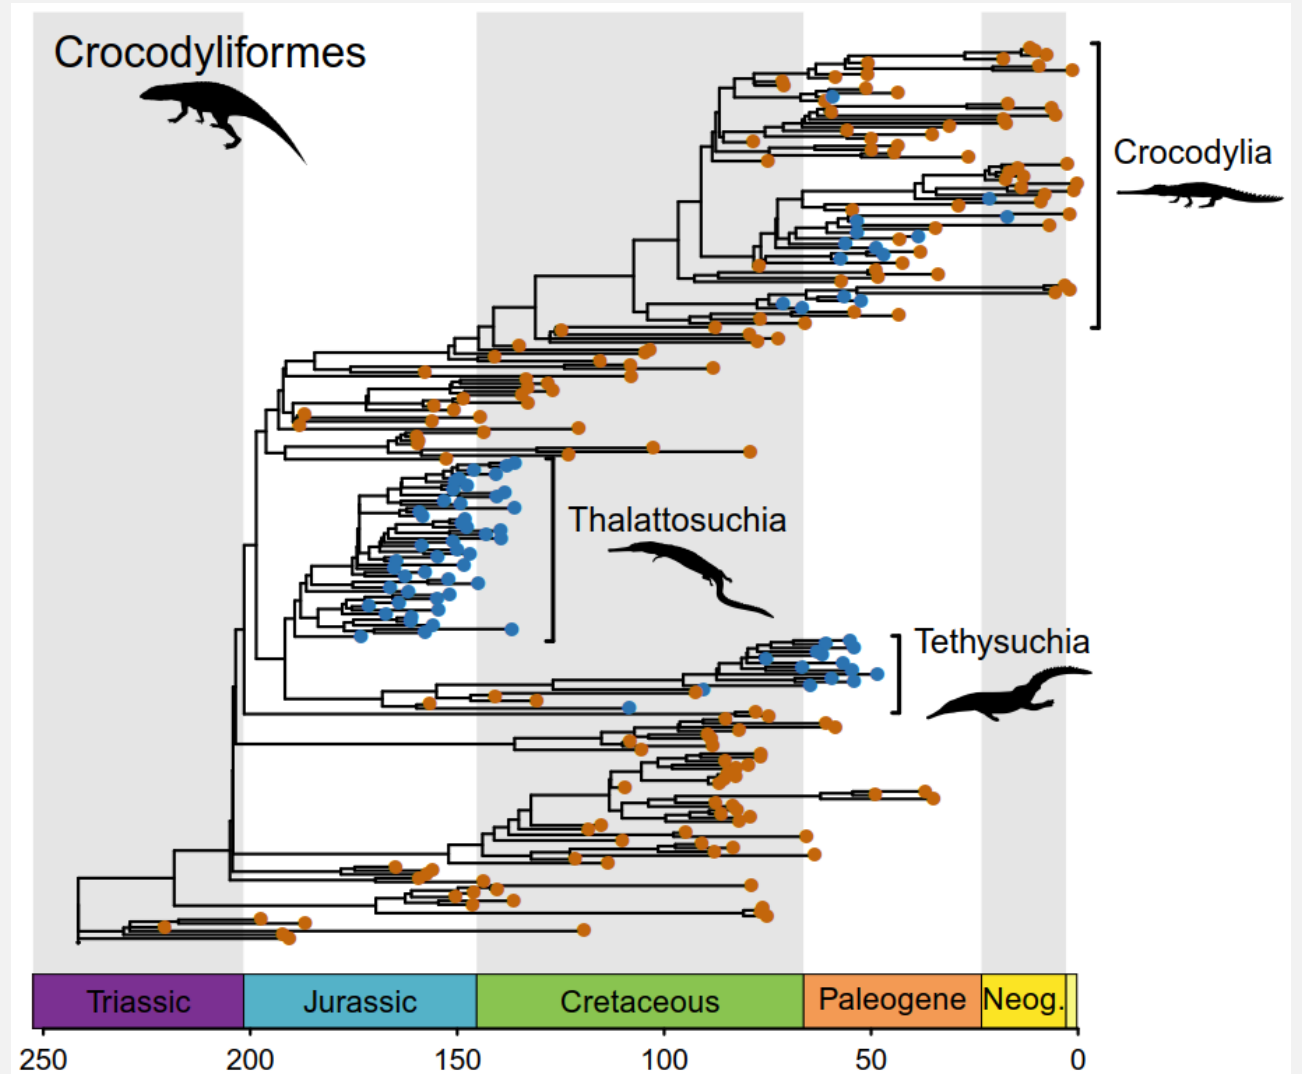 Crocodyliformes
Crocodylia
Thalattosuchia
Tethysuchia
Triassic
Jurassic
Cretaceous
Paleogene
Neog.
250 200 150 100 50 0